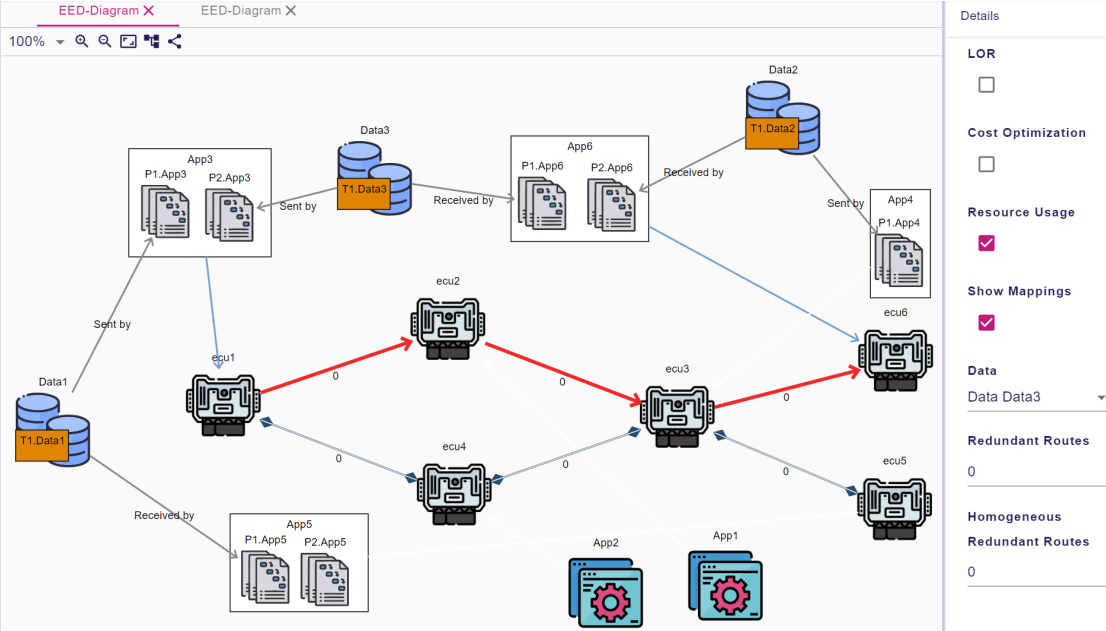 EED-Diagram
EED-Diagram
100%
Data2
T1.Data2
Data3
T1.Data3
App3
P1.App3
P2.App3
App6
P1.App6
P2.App6
Received by
Sent by
Received by
Sent by
App4
P1.App4
ecu2
ecu6
Sent by
ecu1
0
0
ecu3
0
Data1
T1.Data1
ecu4
0
0
0
ecu5
Received by
App5
P1.App5
P2.App5
App2
App1
Details
LOR
Cost Optimization
Resource Usage
Show Mappings
Data
Data Data3
Redundant Routes
0
Homogeneous
Redundant Routes
0